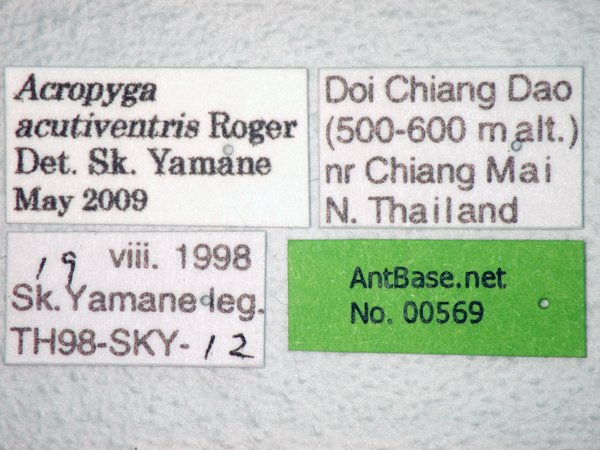 Acropyga
acutiventris Roger
Det. Sk. Yamane
May 2009
Doi Chiang Dao
(500-600 m alt.)
nr Chiang Mai
N. Thailand
19 viii. 1998
Sk. Yamane leg.
TH98-SKY-12
AntBase.net
No. 00569